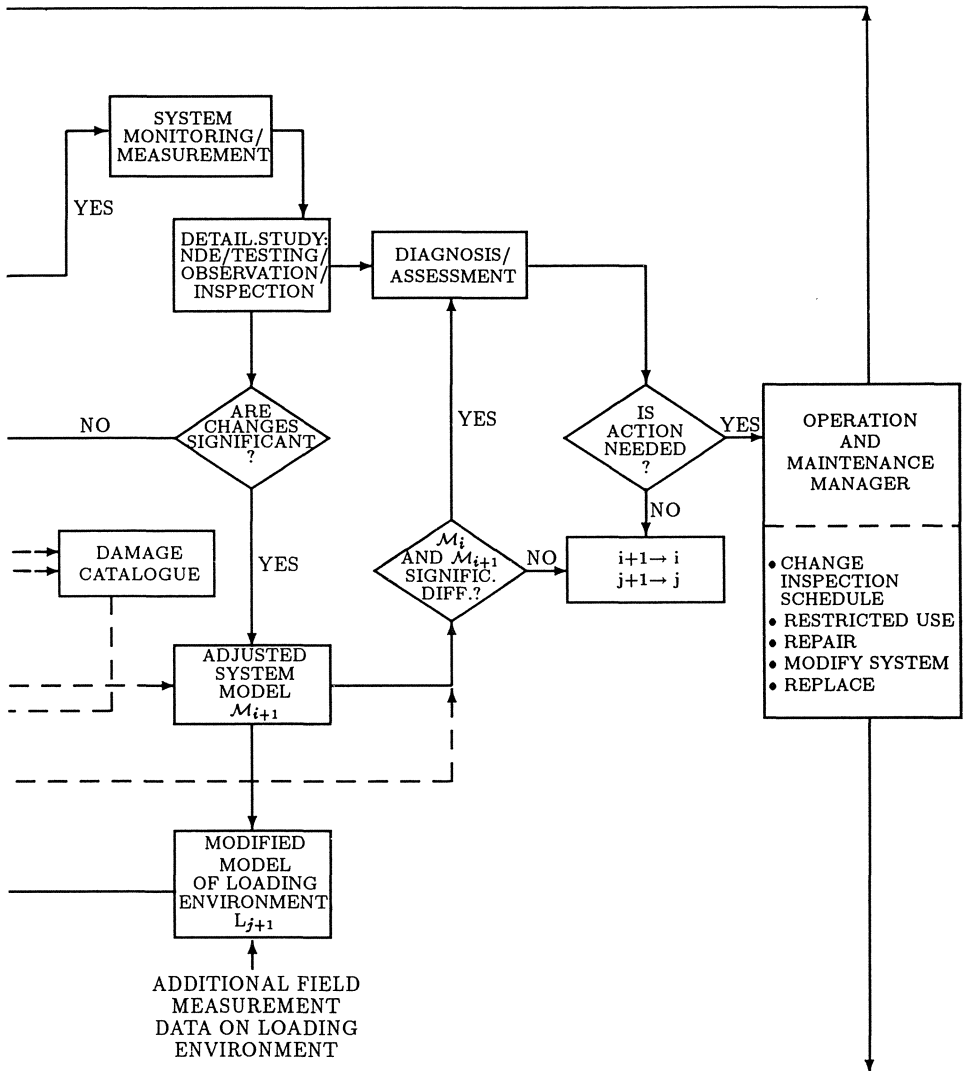 SYSTEM
MONITORING/
MEASUREMENT
YES
DETAIL.STUDY:
NDE/TESTING/
OBSERVATION/
INSPECTION
DIAGNOSIS/
ASSESSMENT
ARE
CHANGES
SIGNIFICANT
?
NO
YES
YES
IS
ACTION
NEEDED
?
YES
NO
OPERATION
AND
MAINTENANCE
MANAGER
• CHANGE
INSPECTION
SCHEDULE
• RESTRICTED USE
• REPAIR
• MODIFY SYSTEM
• REPLACE
DAMAGE
CATALOGUE
ℳᵢ
AND ℳᵢ₊₁
SIGNIFIC.
DIFF.?
NO
i+1→ i
j+1→ j
ADJUSTED
SYSTEM
MODEL
ℳᵢ₊₁
MODIFIED
MODEL
OF LOADING
ENVIRONMENT
Lⱼ₊₁
ADDITIONAL FIELD
MEASUREMENT
DATA ON LOADING
ENVIRONMENT